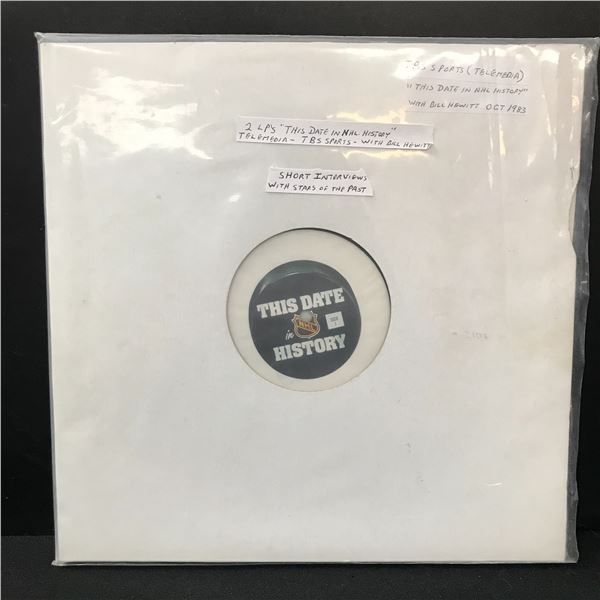 TBS SPORTS (TELEMEDIA)
"THIS DATE IN NHL HISTORY"
WITH BILL HEWITT OCT 1983
2 LP'S "THIS DATE IN NHL HISTORY"
TELEMEDIA - TBS SPORTS - WITH BILL HEWITT
SHORT INTERVIEWS
WITH STARS OF THE PAST
THIS DATE
in NHL
HISTORY